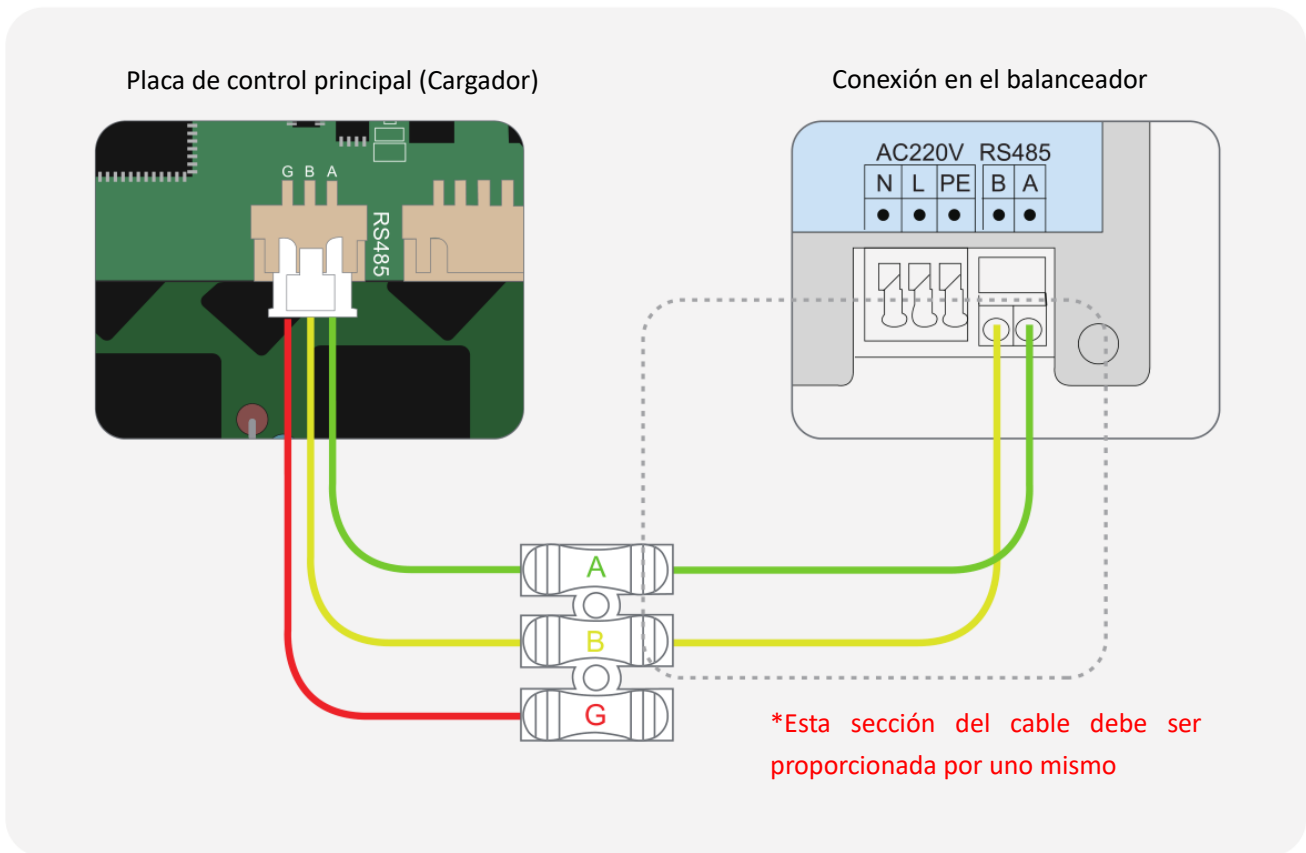 Placa de control principal (Cargador)
Conexión en el balanceador
G B A
RS485
AC220V RS485
N L PE B A
A
B
G
*Esta sección del cable debe ser
proporcionada por uno mismo